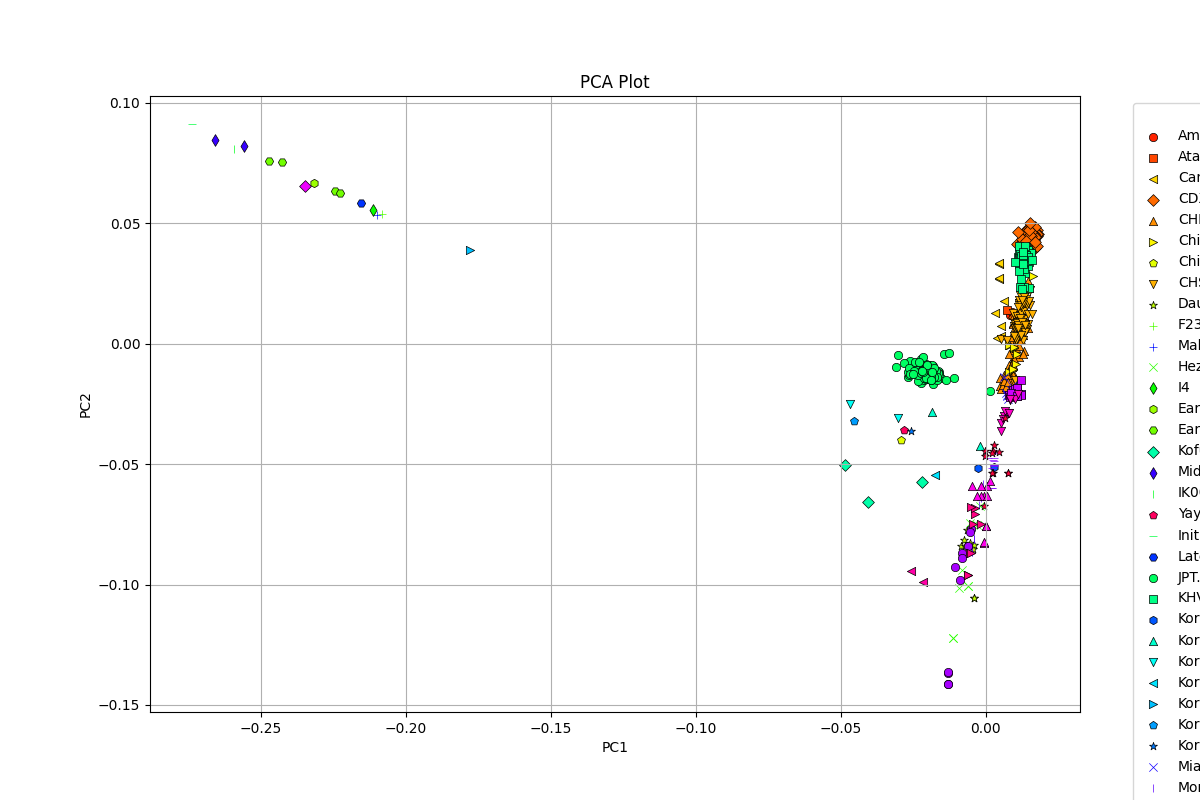 PCA Plot
0.10
0.05
0.00
−0.05
−0.10
−0.15
PC2
−0.25
−0.20
−0.15
−0.10
−0.05
0.00
PC1
Am
Ata
Car
CHI
Chi
Chi
CHS
Dau
F23
Mal
Hez
I4
Ear
Ear
Kof
Mid
Yay
Init
Lat
JPT.
KHV
Kor
Kor
Kor
Kor
Kor
Kor
Kor
Mia
Mor